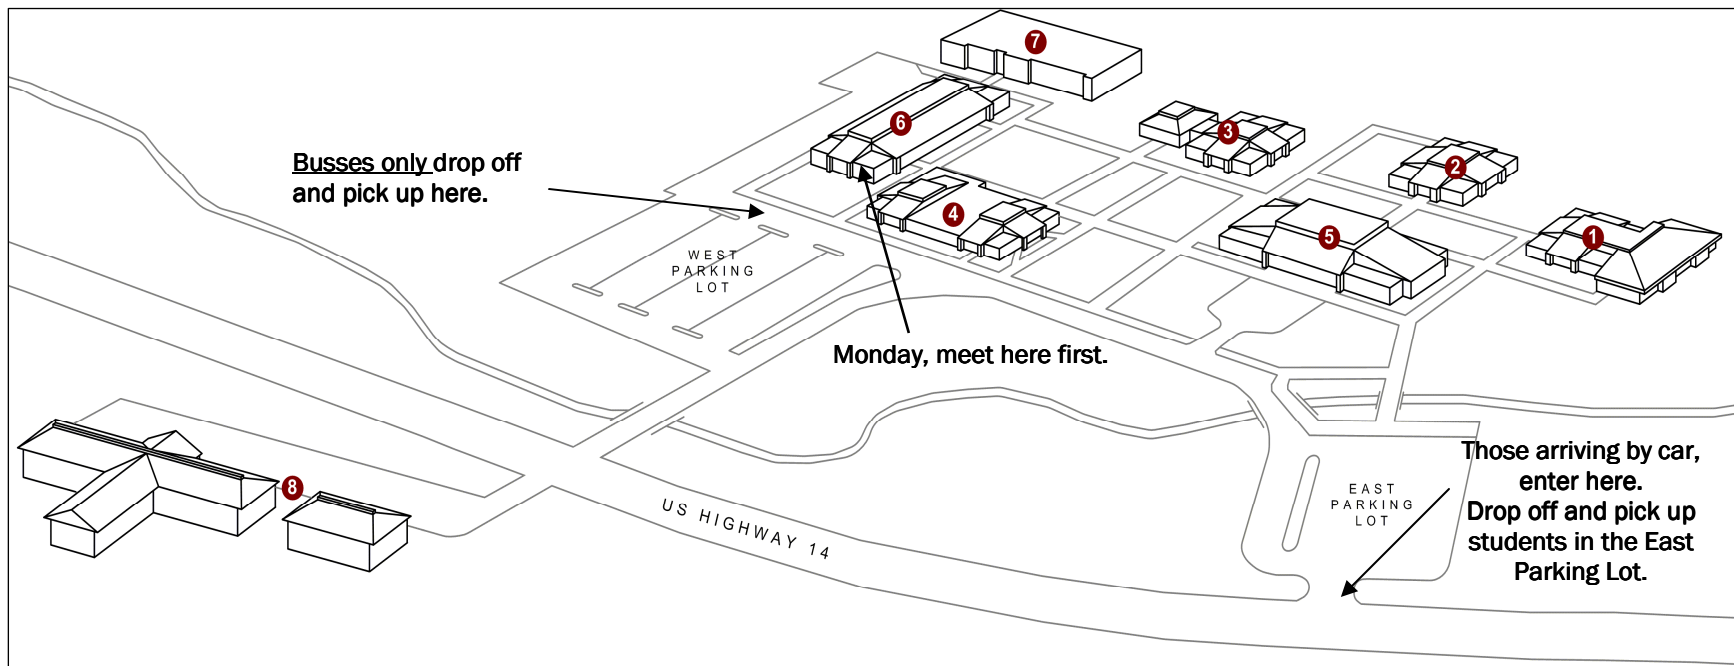 7
6
3
2
Busses only drop off
and pick up here.
4
5
1
WEST
PARKING
LOT
Monday, meet here first.
Those arriving by car,
enter here.
Drop off and pick up
students in the East
Parking Lot.
8
EAST
PARKING
LOT
US HIGHWAY 14